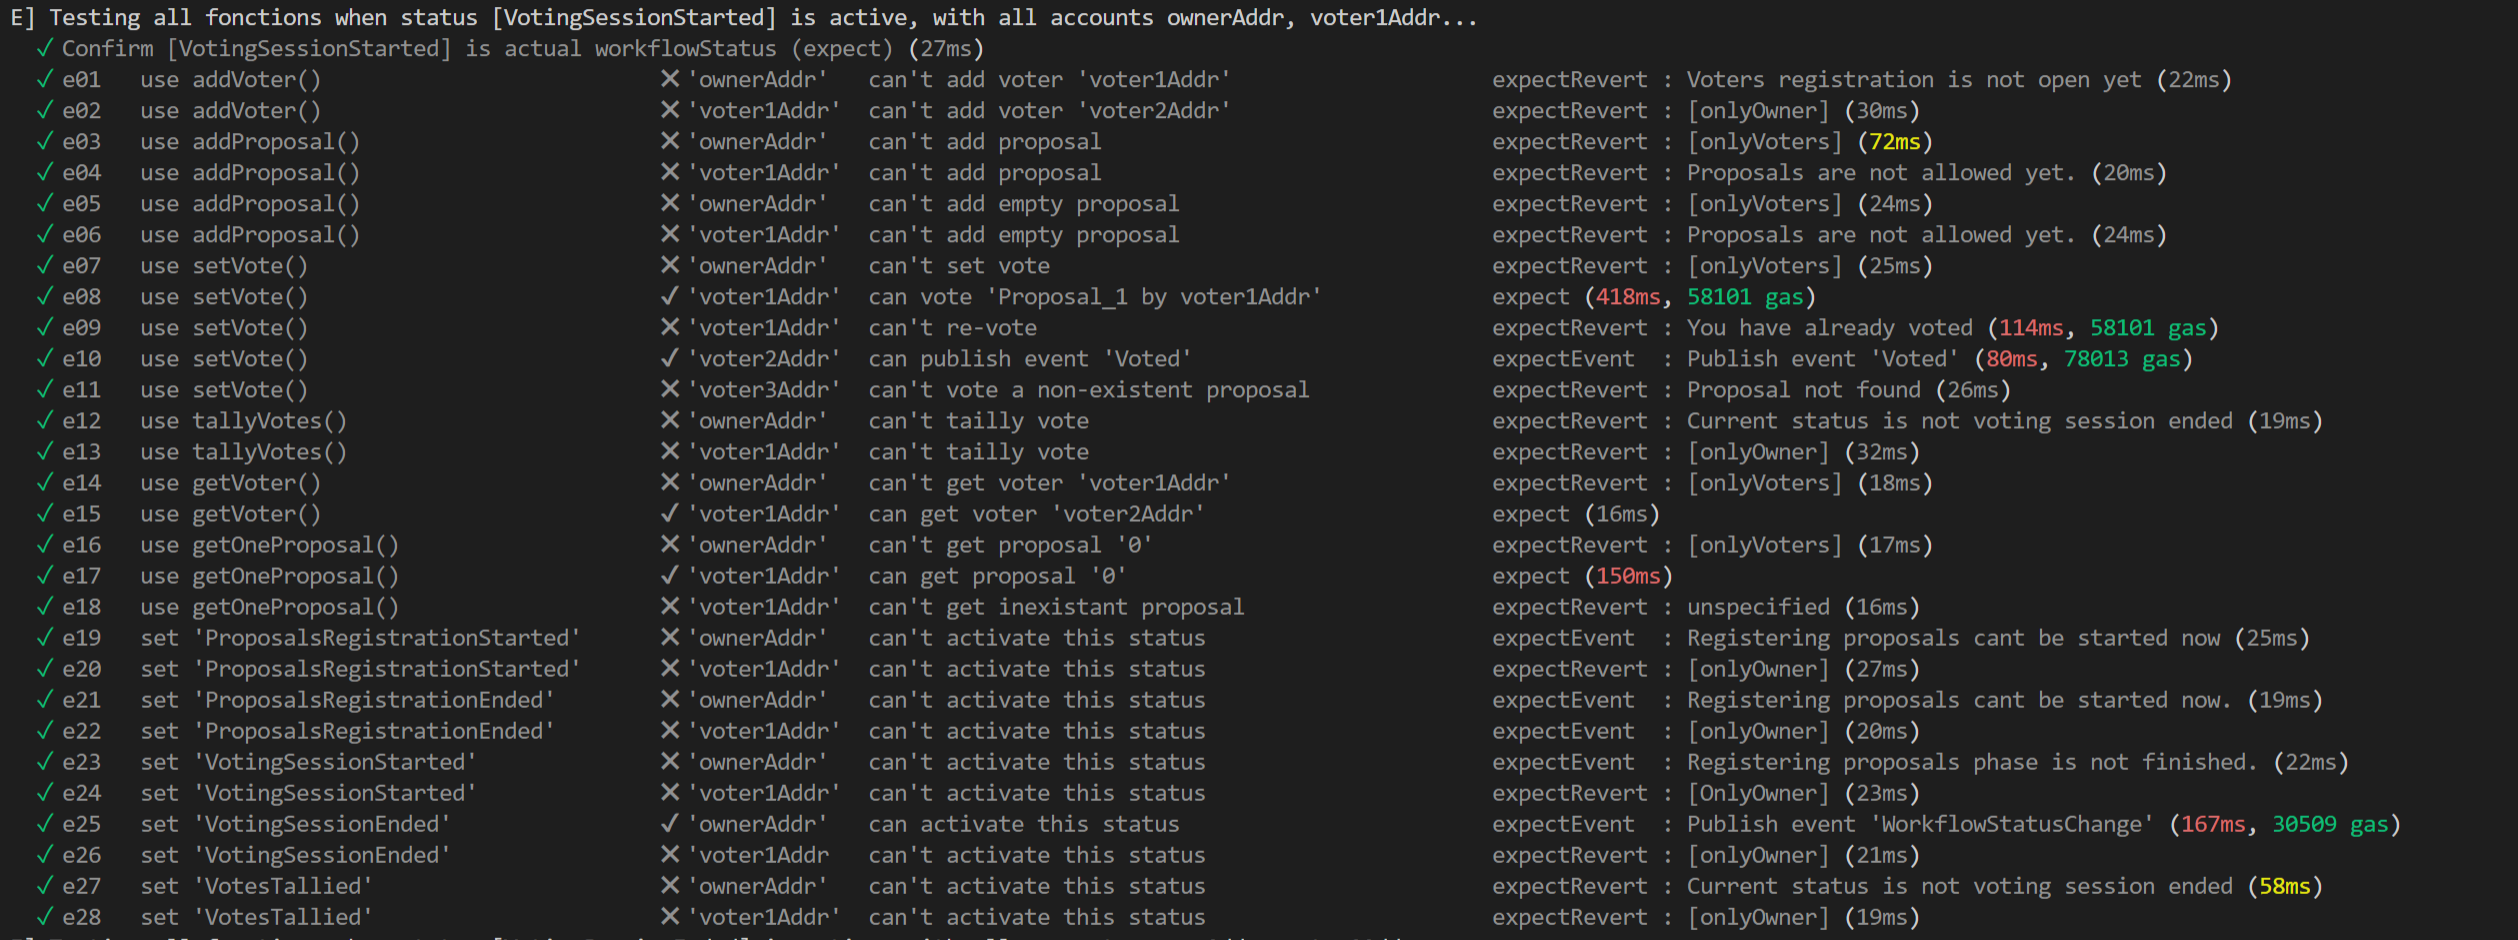 E] Testing all fonctions when status [VotingSessionStarted] is active, with all accounts ownerAddr, voter1Addr...
✓ Confirm [VotingSessionStarted] is actual workflowStatus (expect) (27ms)
✓ e01 use addVoter() ❌ 'ownerAddr' can't add voter 'voter1Addr' expectRevert : Voters registration is not open yet (22ms)
✓ e02 use addVoter() ❌ 'voter1Addr' can't add voter 'voter2Addr' expectRevert : [onlyOwner] (30ms)
✓ e03 use addProposal() ❌ 'ownerAddr' can't add proposal expectRevert : [onlyVoters] (72ms)
✓ e04 use addProposal() ❌ 'voter1Addr' can't add proposal expectRevert : Proposals are not allowed yet. (20ms)
✓ e05 use addProposal() ❌ 'ownerAddr' can't add empty proposal expectRevert : [onlyVoters] (24ms)
✓ e06 use addProposal() ❌ 'voter1Addr' can't add empty proposal expectRevert : Proposals are not allowed yet. (24ms)
✓ e07 use setVote() ❌ 'ownerAddr' can't set vote expectRevert : [onlyVoters] (25ms)
✓ e08 use setVote() ✔ 'voter1Addr' can vote 'Proposal_1 by voter1Addr' expect (418ms, 58101 gas)
✓ e09 use setVote() ❌ 'voter1Addr' can't re-vote expectRevert : You have already voted (114ms, 58101 gas)
✓ e10 use setVote() ✔ 'voter2Addr' can publish event 'Voted' expectEvent : Publish event 'Voted' (80ms, 78013 gas)
✓ e11 use setVote() ❌ 'voter3Addr' can't vote a non-existent proposal expectRevert : Proposal not found (26ms)
✓ e12 use tallyVotes() ❌ 'ownerAddr' can't tailly vote expectRevert : Current status is not voting session ended (19ms)
✓ e13 use tallyVotes() ❌ 'voter1Addr' can't tailly vote expectRevert : [onlyOwner] (32ms)
✓ e14 use getVoter() ❌ 'ownerAddr' can't get voter 'voter1Addr' expectRevert : [onlyVoters] (18ms)
✓ e15 use getVoter() ✔ 'voter1Addr' can get voter 'voter2Addr' expect (16ms)
✓ e16 use getOneProposal() ❌ 'ownerAddr' can't get proposal '0' expectRevert : [onlyVoters] (17ms)
✓ e17 use getOneProposal() ✔ 'voter1Addr' can get proposal '0' expect (150ms)
✓ e18 use getOneProposal() ❌ 'voter1Addr' can't get inexistant proposal expectRevert : unspecified (16ms)
✓ e19 set 'ProposalsRegistrationStarted' ❌ 'ownerAddr' can't activate this status expectEvent : Registering proposals cant be started now (25ms)
✓ e20 set 'ProposalsRegistrationStarted' ❌ 'voter1Addr' can't activate this status expectRevert : [onlyOwner] (27ms)
✓ e21 set 'ProposalsRegistrationEnded' ❌ 'ownerAddr' can't activate this status expectEvent : Registering proposals cant be started now. (19ms)
✓ e22 set 'ProposalsRegistrationEnded' ❌ 'voter1Addr' can't activate this status expectEvent : [onlyOwner] (20ms)
✓ e23 set 'VotingSessionStarted' ❌ 'ownerAddr' can't activate this status expectEvent : Registering proposals phase is not finished. (22ms)
✓ e24 set 'VotingSessionStarted' ❌ 'voter1Addr' can't activate this status expectRevert : [OnlyOwner] (23ms)
✓ e25 set 'VotingSessionEnded' ✔ 'ownerAddr' can activate this status expectEvent : Publish event 'WorkflowStatusChange' (167ms, 30509 gas)
✓ e26 set 'VotingSessionEnded' ❌ 'voter1Addr can't activate this status expectRevert : [onlyOwner] (21ms)
✓ e27 set 'VotesTallied' ❌ 'ownerAddr' can't activate this status expectRevert : Current status is not voting session ended (58ms)
✓ e28 set 'VotesTallied' ❌ 'voter1Addr' can't activate this status expectRevert : [onlyOwner] (19ms)